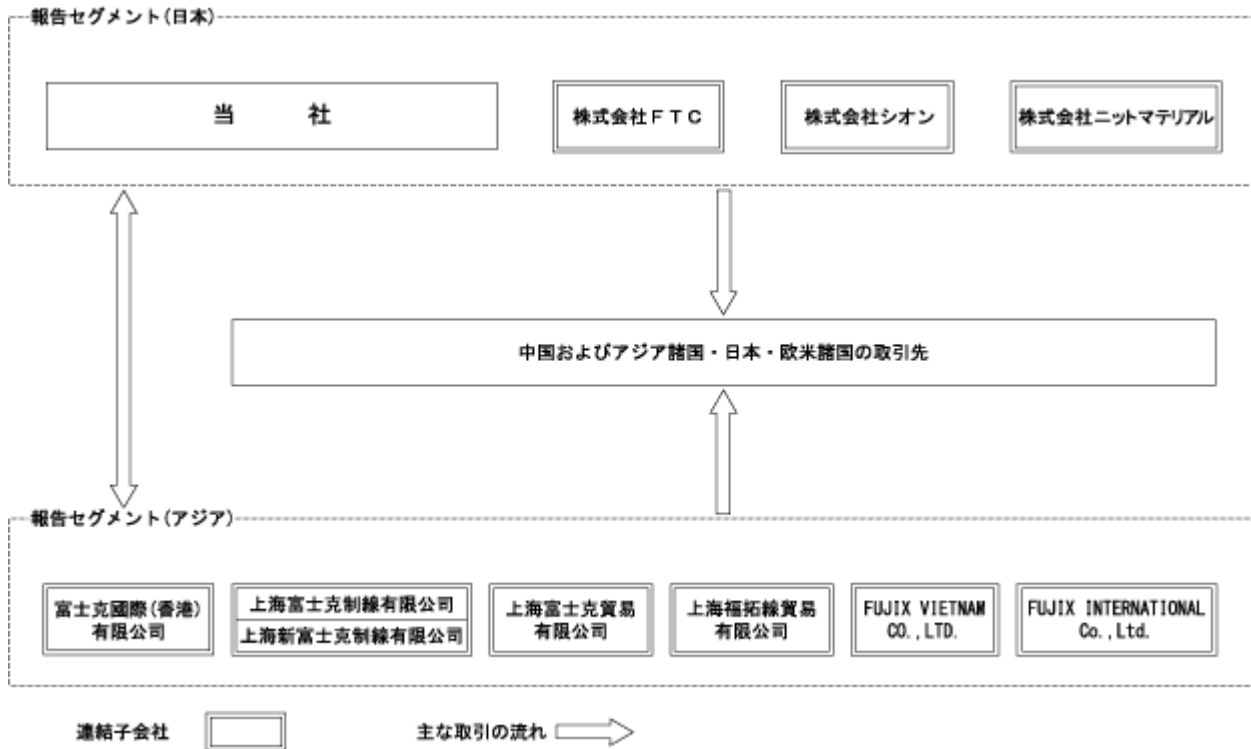 報告セグメント(日本)
当　　　社
株式会社ＦＴＣ
株式会社シオン
株式会社ニットマテリアル
中国およびアジア諸国・日本・欧米諸国の取引先
報告セグメント(アジア)
富士克國際(香港)
有限公司
上海富士克制線有限公司
上海新富士克制線有限公司
上海富士克貿易
有限公司
上海福拓線貿易
有限公司
FUJIX VIETNAM
CO.,LTD.
FUJIX INTERNATIONAL
Co.,Ltd.
連結子会社
主な取引の流れ